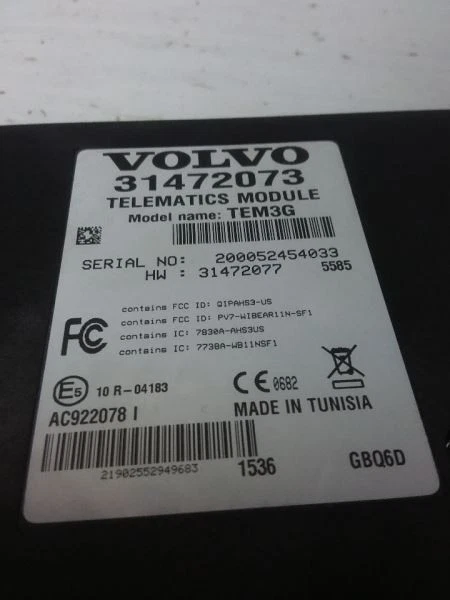 VOLVO
31472073
TELEMATICS MODULE
Model name: TEM3G
SERIAL NO: 200052454033
HW : 31472077 5585
contains FCC ID: QIPAHS3-US
contains FCC ID: PV7-WIBEAR11N-SF1
contains IC: 7830A-AHS3US
contains IC: 7738A-WB11NSF1
FC
E5 10 R-04183
CE 0682
AC922078 I
MADE IN TUNISIA
21902552949683
1536
GBQ6D